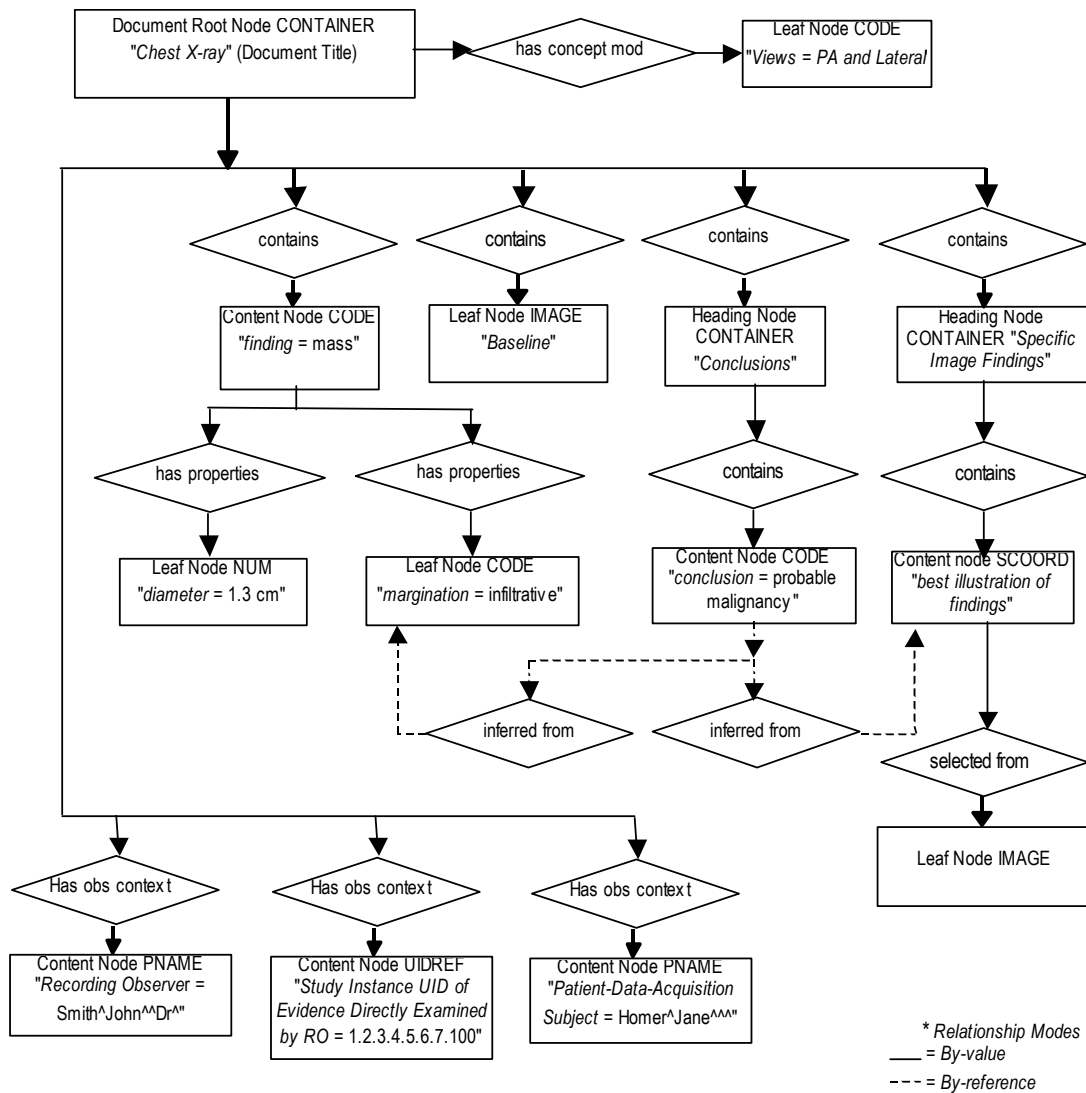 Document Root Node CONTAINER
"Chest X-ray" (Document Title)
has concept mod
Leaf Node CODE
"Views = PA and Lateral
contains
contains
contains
contains
Content Node CODE
"finding = mass"
Leaf Node IMAGE
"Baseline"
Heading Node
CONTAINER
"Conclusions"
Heading Node
CONTAINER "Specific
Image Findings"
has properties
has properties
contains
contains
Leaf Node NUM
"diameter = 1.3 cm"
Leaf Node CODE
"margination = infiltrative"
Content Node CODE
"conclusion = probable
malignancy"
Content node SCOORD
"best illustration of
findings"
inferred from
inferred from
selected from
Leaf Node IMAGE
Has obs context
Has obs context
Has obs context
Content Node PNAME
"Recording Observer =
Smith^John^^Dr^"
Content Node UIDREF
"Study Instance UID of
Evidence Directly Examined
by RO = 1.2.3.4.5.6.7.100"
Content Node PNAME
"Patient-Data-Acquisition
Subject = Homer^Jane^^^"
* Relationship Modes
= By-value
= By-reference